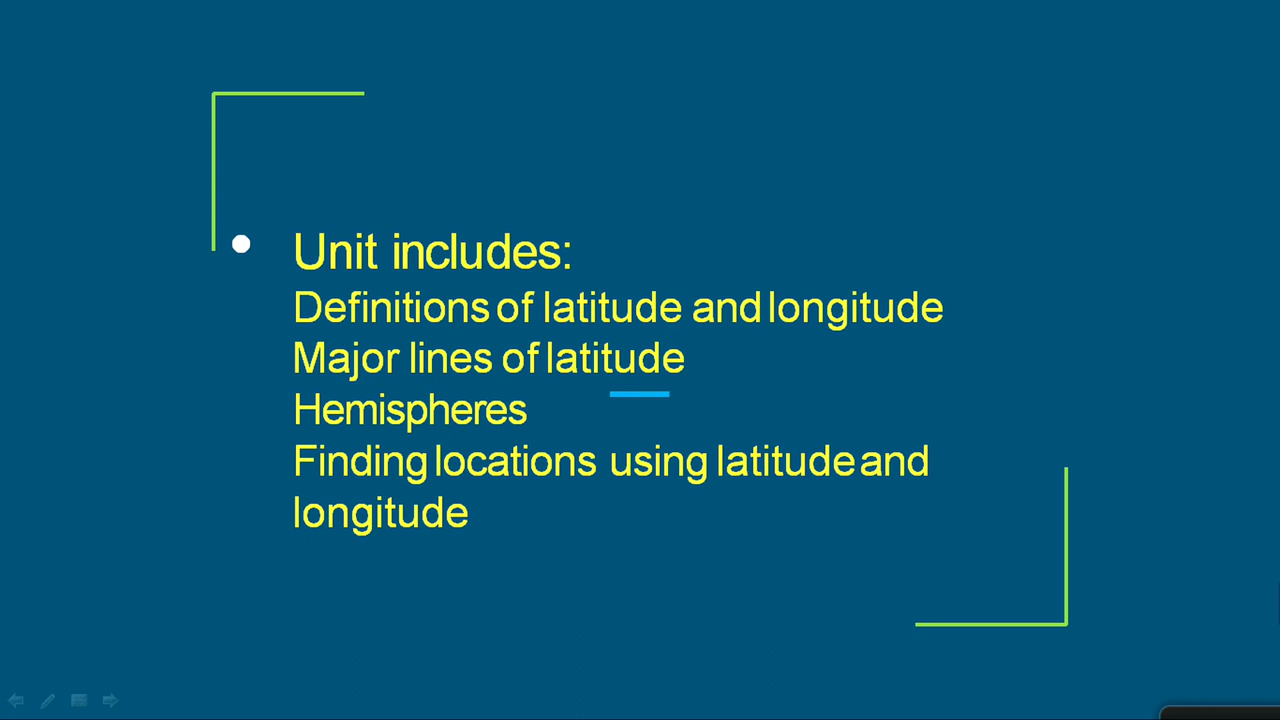 • Unit includes:
Definitions of latitude and longitude
Major lines of latitude
Hemispheres
Finding locations using latitude and
longitude